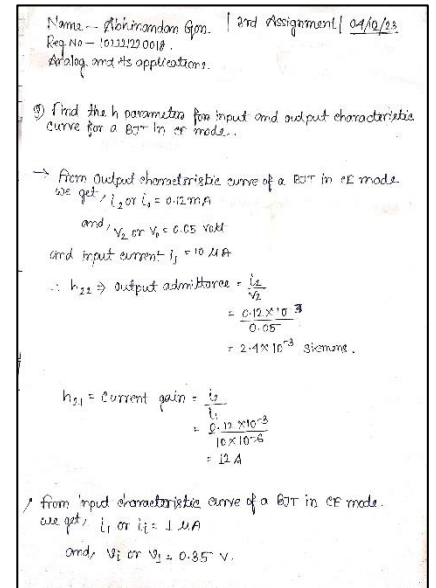 Name - Abhinandan Gon. | 2nd Assignment | 04/12/23
Reg No - 10221220018.
Analog and its applications.
Q) Find the h parameters for input and output characteristic
curve for a BJT in CE mode..
→ From output characteristic curve of a BJT in CE mode.
we get, i₂ or i₀ = 0.12 mA
and, V₂ or V₀ = 0.05 volt
and input current i₁ = 10 μA
∴ h₂₂ ⇒ output admittance = i₂/V₂
= 0.12 × 10⁻³/0.05
= 2.4 × 10⁻³ Siemens.
h₂₁ = Current gain = i₂/i₁
= 0.12 × 10⁻³/10 × 10⁻⁶
= 12 A
from input characteristic curve of a BJT in CE mode.
we get, i₁ or iᵢ = 1 μA
and, Vᵢ or V₁ = 0.35 V.